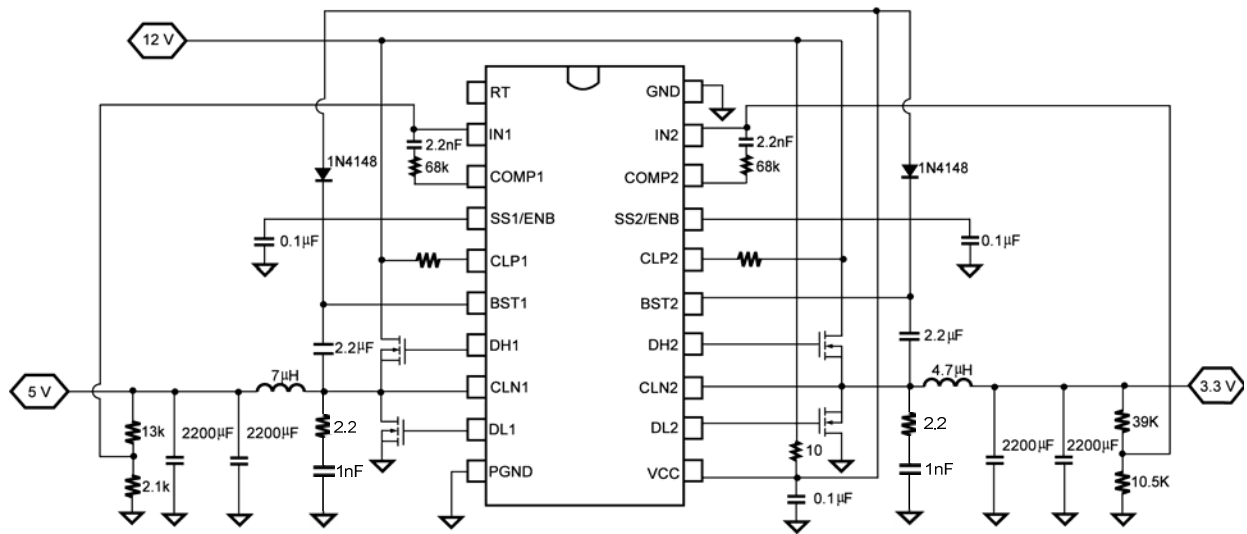 12 V
RT
GND
IN1
IN2
2.2nF
2.2nF
1N4148
68k
68k
1N4148
COMP1
COMP2
SS1/ENB
SS2/ENB
0.1µF
0.1µF
CLP1
CLP2
BST1
BST2
2.2µF
DH1
DH2
2.2µF
7µH
4.7µH
5 V
CLN1
CLN2
3.3 V
13k
2200µF
2200µF
2.2
DL1
DL2
2.2
39K
10
2200µF
2200µF
2.1k
1nF
PGND
VCC
1nF
10.5K
0.1µF